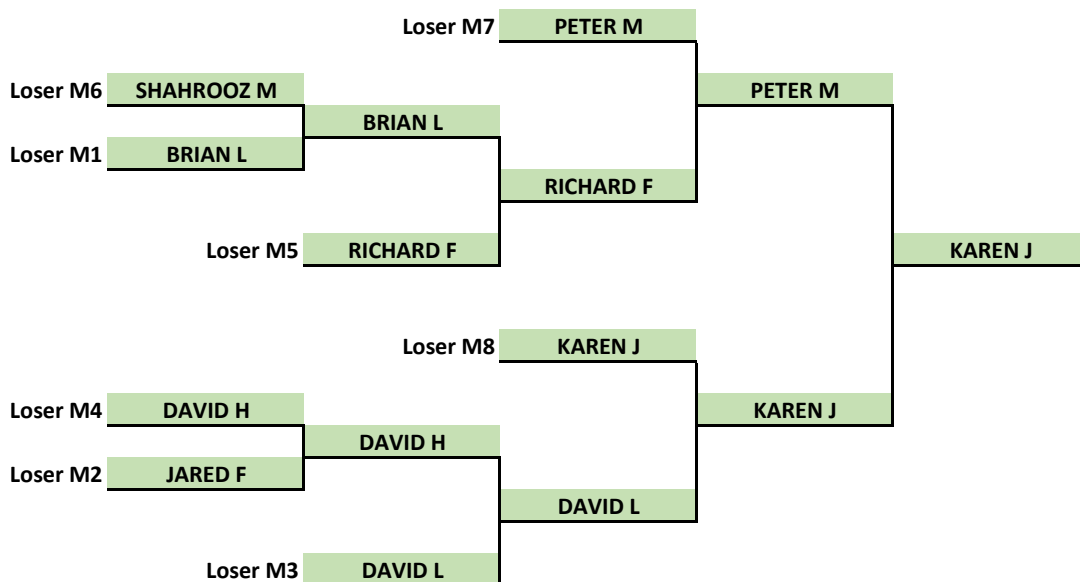 Loser M7 PETER M
Loser M6 SHAHROOZ M PETER M
BRIAN L
Loser M1 BRIAN L
RICHARD F
Loser M5 RICHARD F KAREN J
Loser M8 KAREN J
Loser M4 DAVID H KAREN J
DAVID H
Loser M2 JARED F
DAVID L
Loser M3 DAVID L